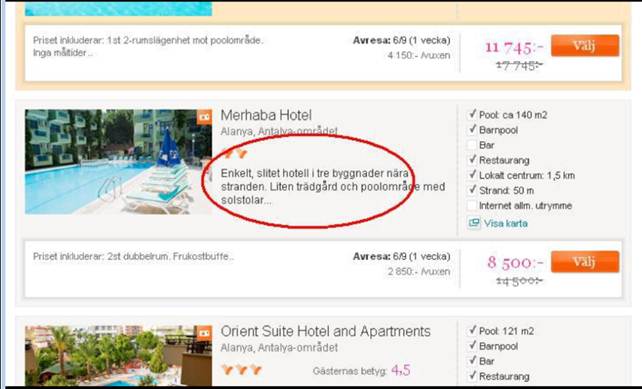 Priset inkluderar: 1st 2-rumslägenhet mot poolområde.
Inga måltider..
Avresa: 6/9 (1 vecka)
4 150:- /vuxen
11 745:-
17 745:-
Välj
Merhaba Hotel
Alanya, Antalya-området
Enkelt, slitet hotell i tre byggnader nära
stranden. Liten trädgård och poolområde med
solstolar...
Pool: ca 140 m2
Barnpool
Bar
Restaurang
Lokalt centrum: 1,5 km
Strand: 50 m
Internet allm. utrymme
Visa karta
Priset inkluderar: 2st dubbelrum. Frukostbuffe..
Avresa: 6/9 (1 vecka)
2 850:- /vuxen
8 500:-
14 500:-
Välj
Orient Suite Hotel and Apartments
Alanya, Antalya-området
Gästernas betyg: 4,5
Pool: 121 m2
Barnpool
Bar
Restaurang